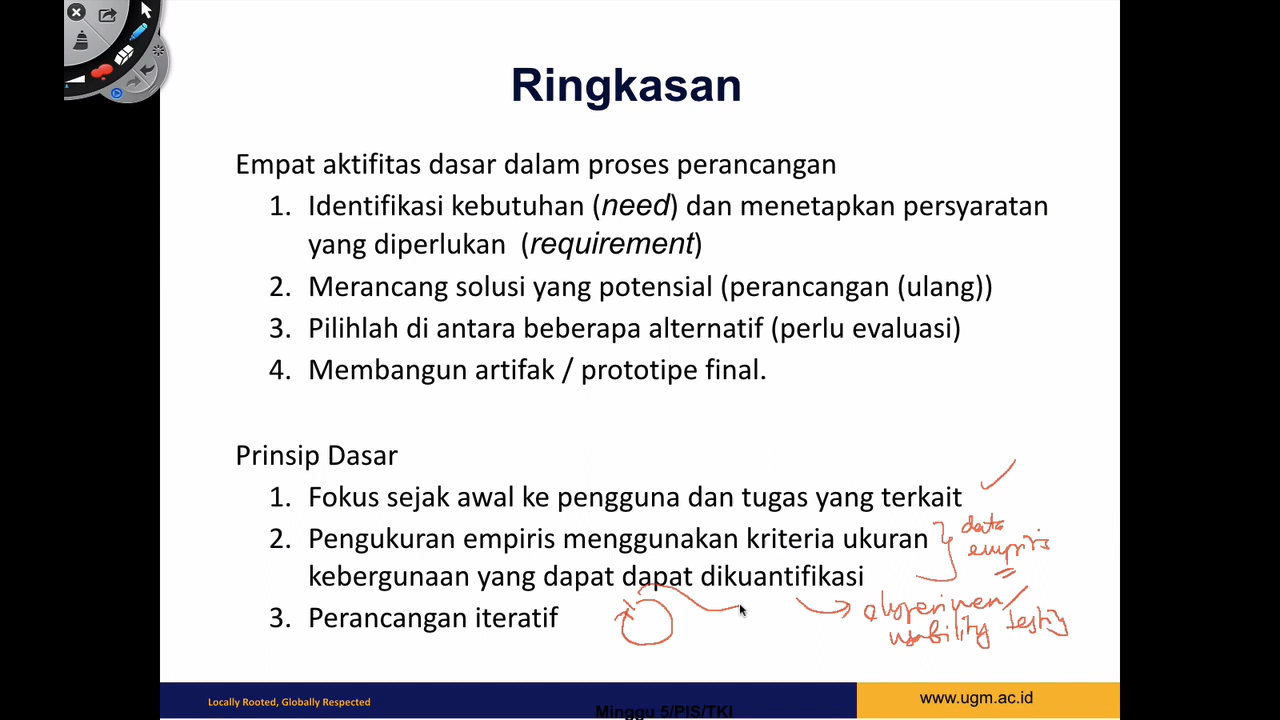 Ringkasan
Empat aktifitas dasar dalam proses perancangan
1. Identifikasi kebutuhan (need) dan menetapkan persyaratan
yang diperlukan (requirement)
2. Merancang solusi yang potensial (perancangan (ulang))
3. Pilihlah di antara beberapa alternatif (perlu evaluasi)
4. Membangun artifak / prototipe final.
Prinsip Dasar
1. Fokus sejak awal ke pengguna dan tugas yang terkait
2. Pengukuran empiris menggunakan kriteria ukuran
kebergunaan yang dapat dapat dikuantifikasi
data
empiris
3. Perancangan iteratif
eksperimen/
usability testing
Locally Rooted, Globally Respected
www.ugm.ac.id
Minggu 5/PIS/TKI